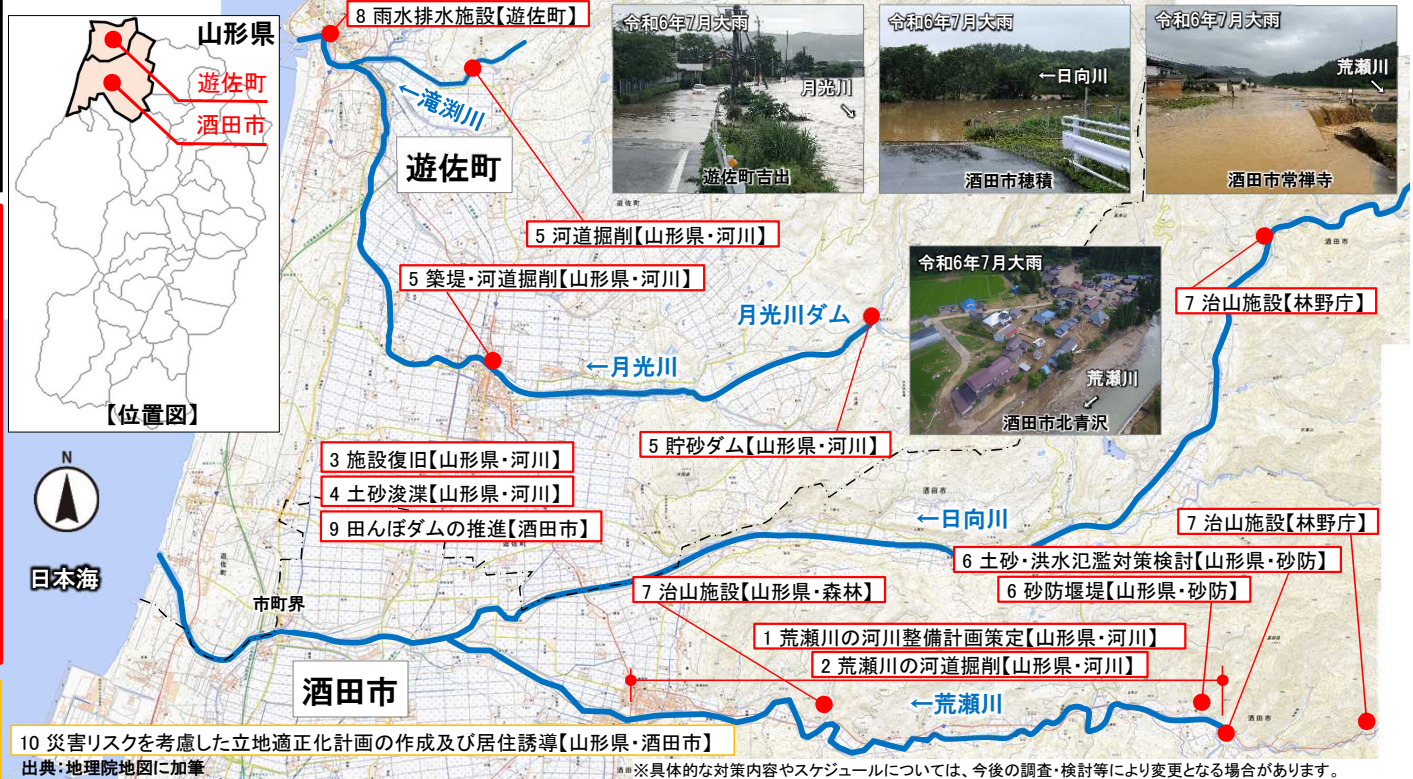 山形県
遊佐町
酒田市
【位置図】
8 雨水排水施設【遊佐町】
←滝渕川
遊佐町
令和6年7月大雨
月光川
遊佐町吉出
令和6年7月大雨
←日向川
酒田市穂積
令和6年7月大雨
荒瀬川
酒田市常禅寺
5 河道掘削【山形県・河川】
5 築堤・河道掘削【山形県・河川】
月光川ダム
←月光川
令和6年7月大雨
荒瀬川
酒田市北青沢
7 治山施設【林野庁】
5 貯砂ダム【山形県・河川】
3 施設復旧【山形県・河川】
4 土砂浚渫【山形県・河川】
9 田んぼダムの推進【酒田市】
N
日本海
市町界
←日向川
7 治山施設【林野庁】
6 土砂・洪水氾濫対策検討【山形県・砂防】
6 砂防堰堤【山形県・砂防】
7 治山施設【山形県・森林】
1 荒瀬川の河川整備計画策定【山形県・河川】
2 荒瀬川の河道掘削【山形県・河川】
酒田市
←荒瀬川
10 災害リスクを考慮した立地適正化計画の作成及び居住誘導【山形県・酒田市】
出典：地理院地図に加筆
※具体的な対策内容やスケジュールについては、今後の調査・検討等により変更となる場合があります。
遊佐町
酒田市
酒田市
遊佐町
酒田市